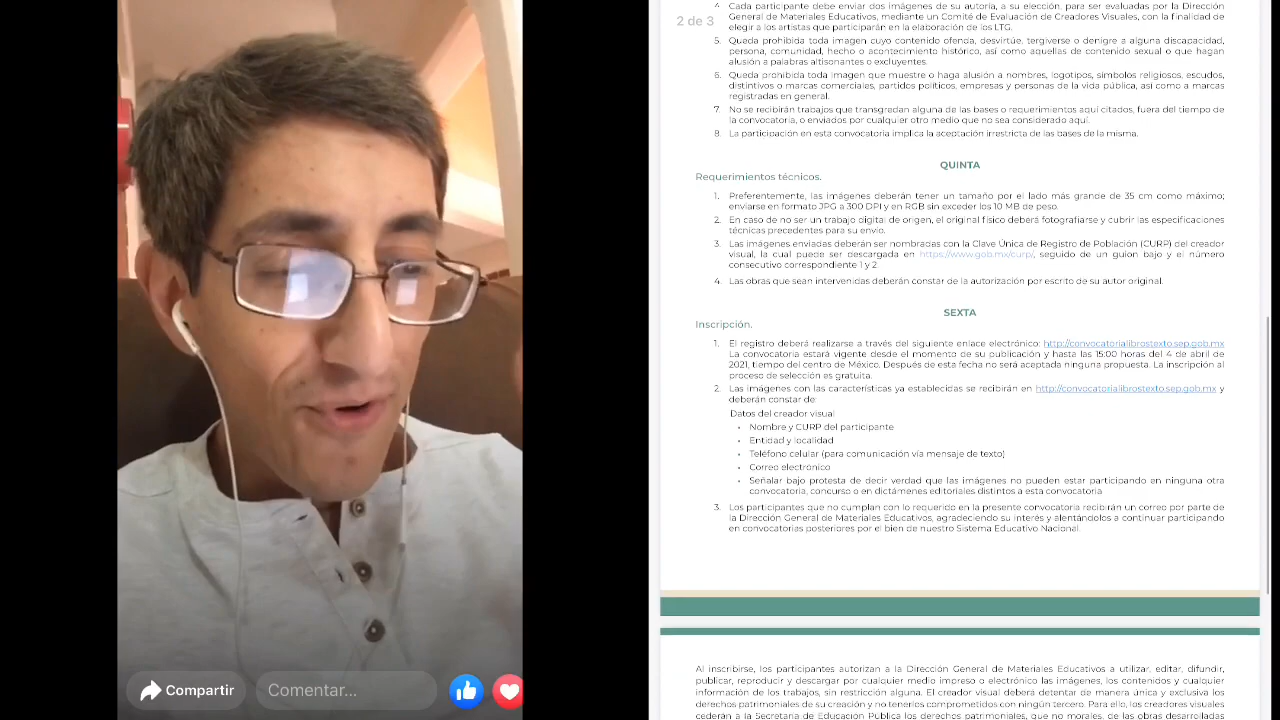 Compartir
Comentar...
2 de 3
4. Cada participante debe enviar dos imágenes de su autoría, a su elección, para ser evaluadas por la Dirección
General de Materiales Educativos, mediante un Comité de Evaluación de Creadores Visuales, con la finalidad de
elegir a los artistas que participarán en la elaboración de los LTG.
5. Queda prohibida toda imagen cuyo contenido ofenda, desvirtúe, tergiverse o denigre a alguna discapacidad,
persona, comunidad, hecho o acontecimiento histórico, así como aquellas de contenido sexual o que hagan
alusión a palabras altisonantes o excluyentes.
6. Queda prohibida toda imagen que muestre o haga alusión a nombres, logotipos, símbolos religiosos, escudos,
distintivos o marcas comerciales, partidos políticos, empresas y personas de la vida pública, así como a marcas
registradas en general.
7. No se recibirán trabajos que transgredan alguna de las bases o requerimientos aquí citados, fuera del tiempo de
la convocatoria, o enviados por cualquier otro medio que no sea considerado aquí.
8. La participación en esta convocatoria implica la aceptación irrestricta de las bases de la misma.
QUINTA
Requerimientos técnicos.
1. Preferentemente, las imágenes deberán tener un tamaño por el lado más grande de 35 cm como máximo;
enviarse en formato JPG a 300 DPI y en RGB sin exceder los 10 MB de peso.
2. En caso de no ser un trabajo digital de origen, el original físico deberá fotografiarse y cubrir las especificaciones
técnicas precedentes para su envío.
3. Las imágenes enviadas deberán ser nombradas con la Clave Única de Registro de Población (CURP) del creador
visual, la cual puede ser descargada en https://www.gob.mx/curp/, seguido de un guion bajo y el número
consecutivo correspondiente 1 y 2.
4. Las obras que sean intervenidas deberán constar de la autorización por escrito de su autor original.
SEXTA
Inscripción.
1. El registro deberá realizarse a través del siguiente enlace electrónico: http://convocatorialibrostexto.sep.gob.mx
La convocatoria estará vigente desde el momento de su publicación y hasta las 15:00 horas del 4 de abril de
2021, tiempo del centro de México. Después de esta fecha no será aceptada ninguna propuesta. La inscripción al
proceso de selección es gratuita.
2. Las imágenes con las características ya establecidas se recibirán en http://convocatorialibrostexto.sep.gob.mx y
deberán constar de:
Datos del creador visual
• Nombre y CURP del participante
• Entidad y localidad
• Teléfono celular (para comunicación vía mensaje de texto)
• Correo electrónico
• Señalar bajo protesta de decir verdad que las imágenes no pueden estar participando en ninguna otra
convocatoria, concurso o en dictámenes editoriales distintos a esta convocatoria
3. Los participantes que no cumplan con lo requerido en la presente convocatoria recibirán un correo por parte de
la Dirección General de Materiales Educativos, agradeciendo su interés y alentándolos a continuar participando
en convocatorias posteriores por el bien de nuestro Sistema Educativo Nacional.
Al inscribirse, los participantes autorizan a la Dirección General de Materiales Educativos a utilizar, editar, difundir,
publicar, reproducir y descargar por cualquier medio impreso o electrónico las imágenes, los contenidos y cualquier
información de los trabajos, sin restricción alguna. El creador visual deberá ostentar de manera única y exclusiva los
derechos patrimoniales de su creación y no tenerlos comprometidos con ningún tercero. Para ello, los creadores visuales
cederán a la Secretaría de Educación Pública los derechos patrimoniales, que no morales, de las obras